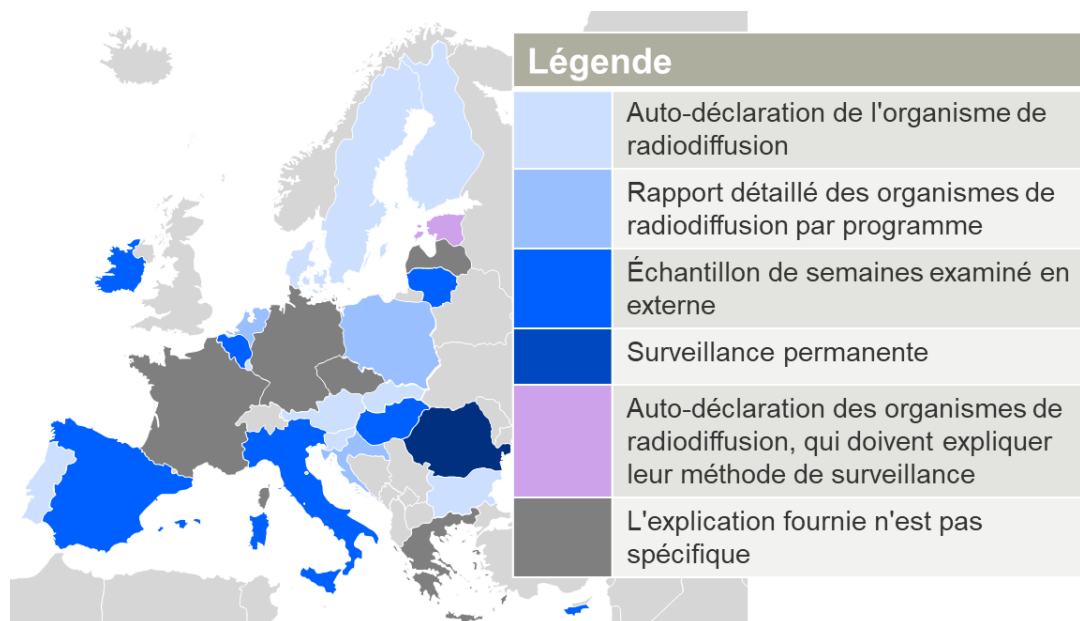 Légende
Auto-déclaration de l'organisme de
radiodiffusion
Rapport détaillé des organismes de
radiodiffusion par programme
Échantillon de semaines examiné en
externe
Surveillance permanente
Auto-déclaration des organismes de
radiodiffusion, qui doivent expliquer
leur méthode de surveillance
L'explication fournie n'est pas
spécifique